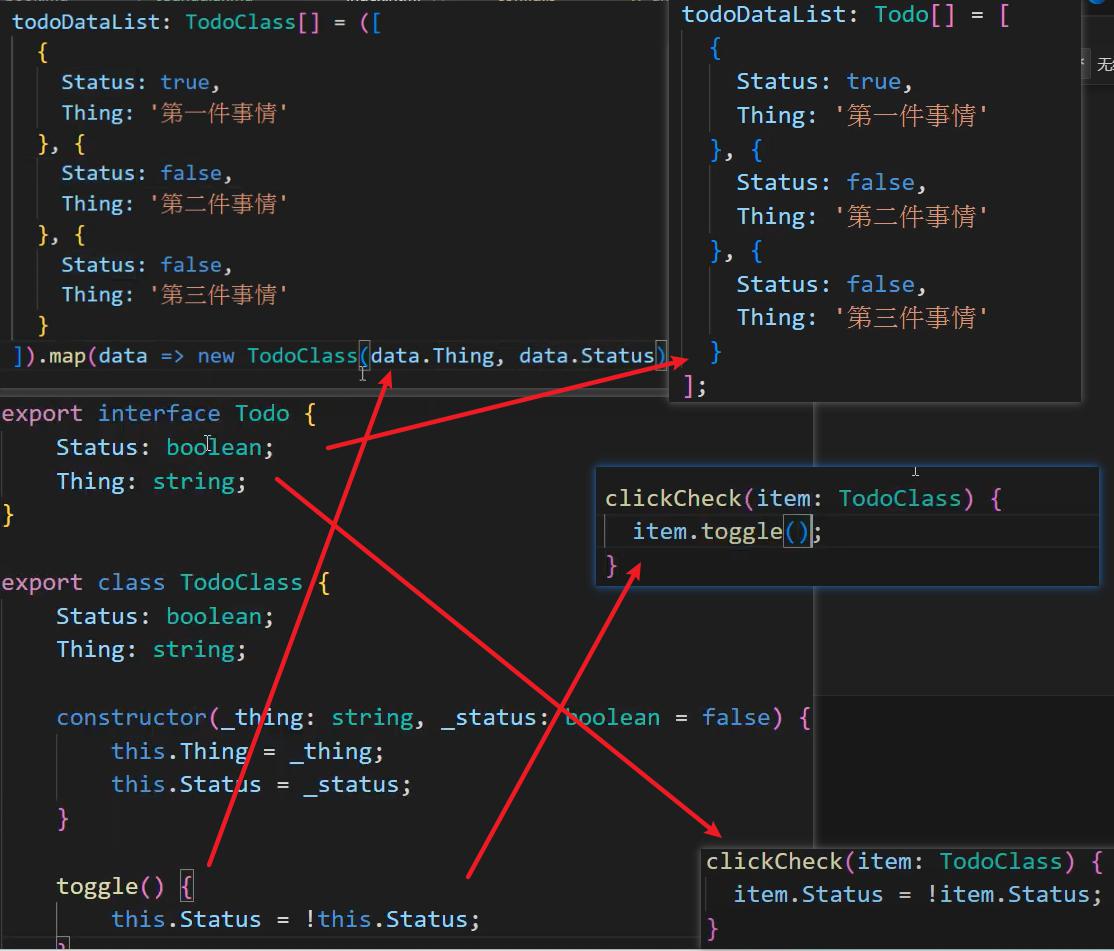 todoDataList: TodoClass[] = ([
{
Status: true,
Thing: '第一件事情'
}, {
Status: false,
Thing: '第二件事情'
}, {
Status: false,
Thing: '第三件事情'
}
]).map(data => new TodoClass(data.Thing, data.Status)
todoDataList: Todo[] = [
{
Status: true,
Thing: '第一件事情'
}, {
Status: false,
Thing: '第二件事情'
}, {
Status: false,
Thing: '第三件事情'
}
];
export interface Todo {
Status: boolean;
Thing: string;
}
export class TodoClass {
Status: boolean;
Thing: string;
constructor(_thing: string, _status: boolean = false) {
this.Thing = _thing;
this.Status = _status;
}
toggle() {
this.Status = !this.Status;
}
clickCheck(item: TodoClass) {
item.toggle();
}
clickCheck(item: TodoClass) {
item.Status = !item.Status;
}